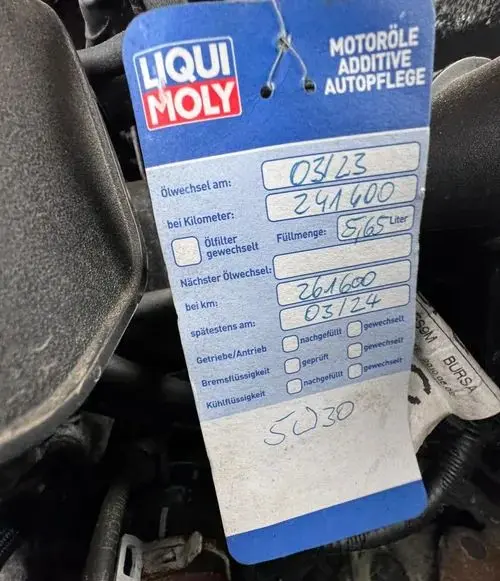 LIQUI
MOLY
MOTORÖLE
ADDITIVE
AUTOPFLEGE
Ölwechsel am: 03/23
bei Kilometer: 241 600
Ölfilter
gewechselt
Füllmenge: 5,65 Liter
Nächster Ölwechsel:
bei km: 261600
spätestens am: 03/24
Getriebe/Antrieb nachgefüllt gewechselt
Bremsflüssigkeit geprüft gewechselt
Kühlflüssigkeit nachgefüllt gewechselt
5W30
BURSA